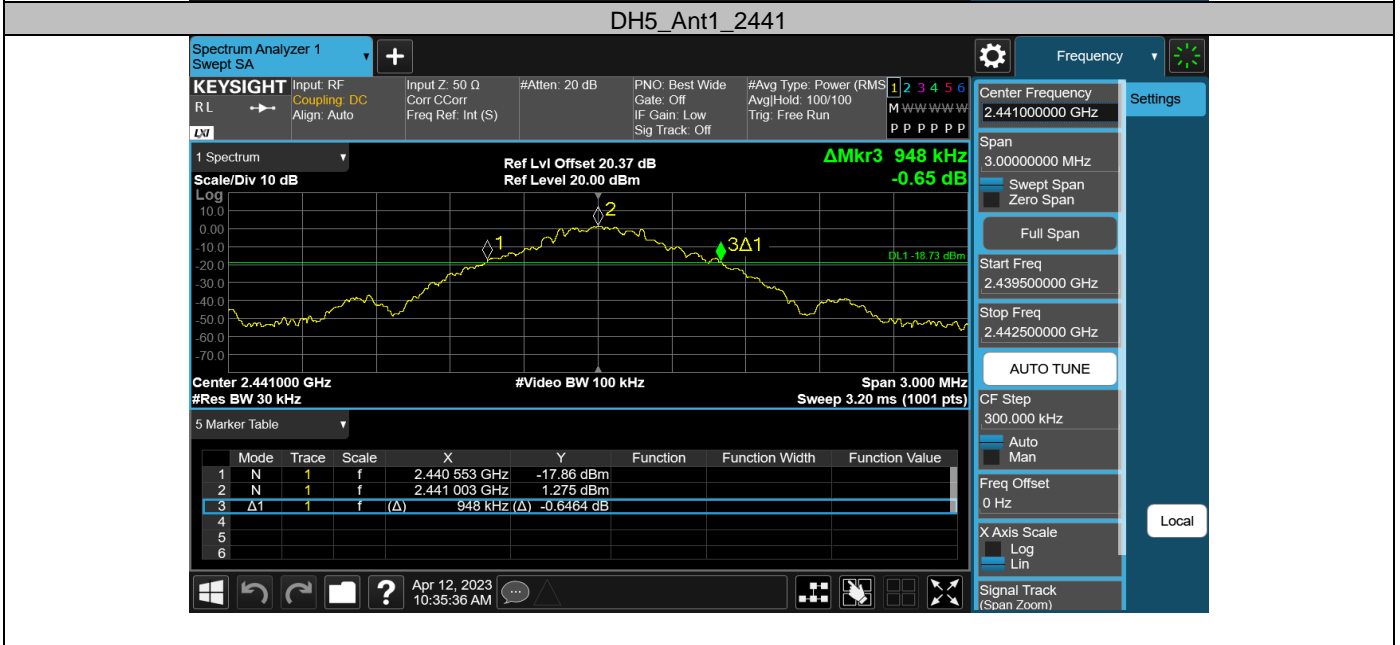 DH5_Ant1_2441
Spectrum Analyzer 1
Swept SA
Frequency
KEYSIGHT
RL
LXI
Input: RF
Coupling: DC
Align: Auto
Input Z: 50 Ω
Corr CCorr
Freq Ref: Int (S)
#Atten: 20 dB
PNO: Best Wide
Gate: Off
IF Gain: Low
Sig Track: Off
#Avg Type: Power (RMS
Avg|Hold: 100/100
Trig: Free Run
1 2 3 4 5 6
M W W W W W
P P P P P P
1 Spectrum
Scale/Div 10 dB
Ref Lvl Offset 20.37 dB
Ref Level 20.00 dBm
ΔMkr3 948 kHz
-0.65 dB
Log
10.0
0.00
-10.0
-20.0
-30.0
-40.0
-50.0
-60.0
-70.0
1
2
3Δ1
DL1 -18.73 dBm
Center 2.441000 GHz
#Video BW 100 kHz
Span 3.000 MHz
#Res BW 30 kHz
Sweep 3.20 ms (1001 pts)
5 Marker Table
Mode Trace Scale X Y Function Function Width Function Value
1 N 1 f 2.440 553 GHz -17.86 dBm
2 N 1 f 2.441 003 GHz 1.275 dBm
3 Δ1 1 f (Δ) 948 kHz (Δ) -0.6464 dB
4
5
6
?
Apr 12, 2023
10:35:36 AM
Center Frequency
2.441000000 GHz
Span
3.00000000 MHz
Swept Span
Zero Span
Full Span
Start Freq
2.439500000 GHz
Stop Freq
2.442500000 GHz
AUTO TUNE
CF Step
300.000 kHz
Auto
Man
Freq Offset
0 Hz
X Axis Scale
Log
Lin
Signal Track
(Span Zoom)
Settings
Local